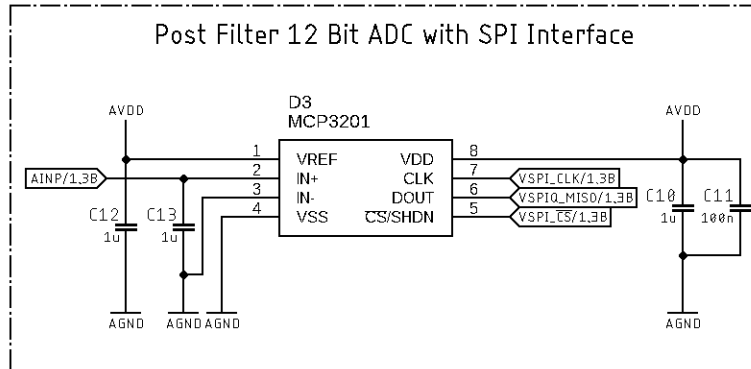 Post Filter 12 Bit ADC with SPI Interface
D3
MCP3201
AVDD
AVDD
1 VREF VDD 8
AINP/1.3B 2 IN+ CLK 7 VSPI_CLK/1.3B
3 IN- DOUT 6 VSPIQ_MISO/1.3B
4 VSS CS/SHDN 5 VSPI_CS/1.3B
C12
1u
C13
1u
C10
1u
C11
100n
AGND
AGND
AGND
AGND